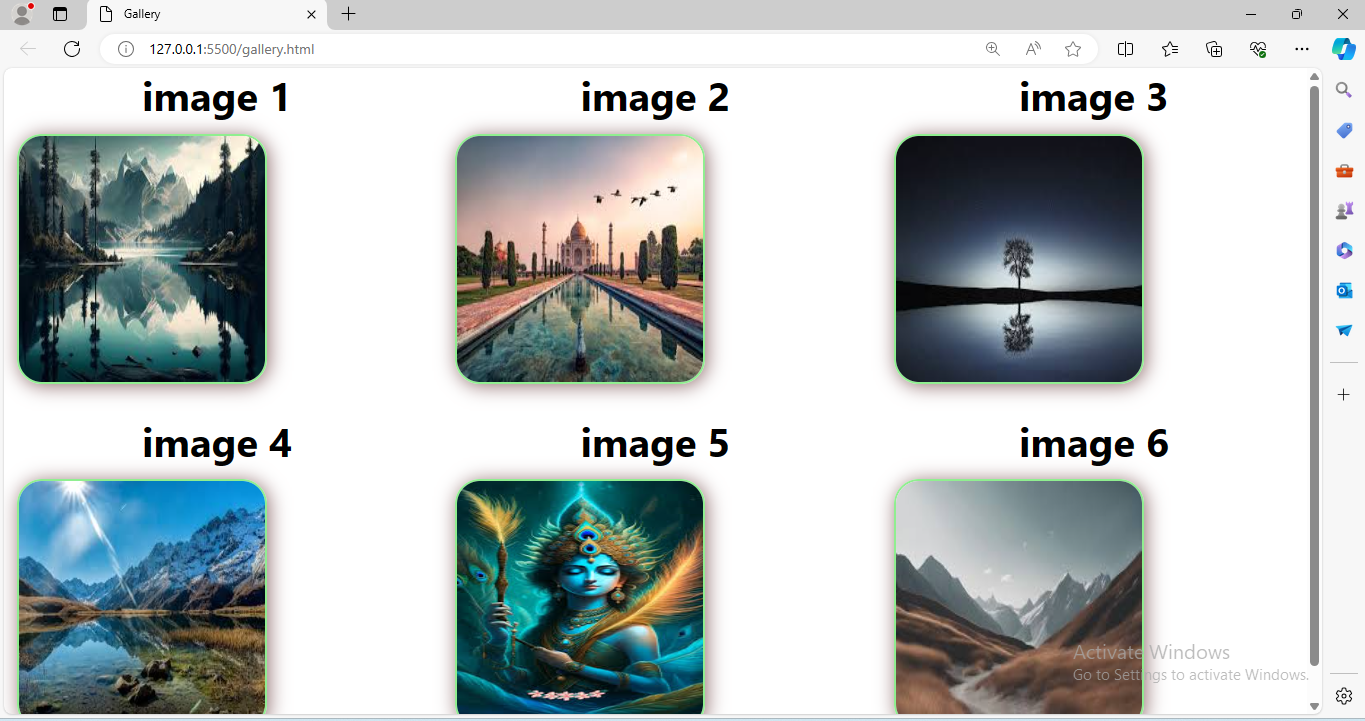 Gallery
127.0.0.1:5500/gallery.html
image 1
image 2
image 3
image 4
image 5
image 6
Activate Windows
Go to Settings to activate Windows.